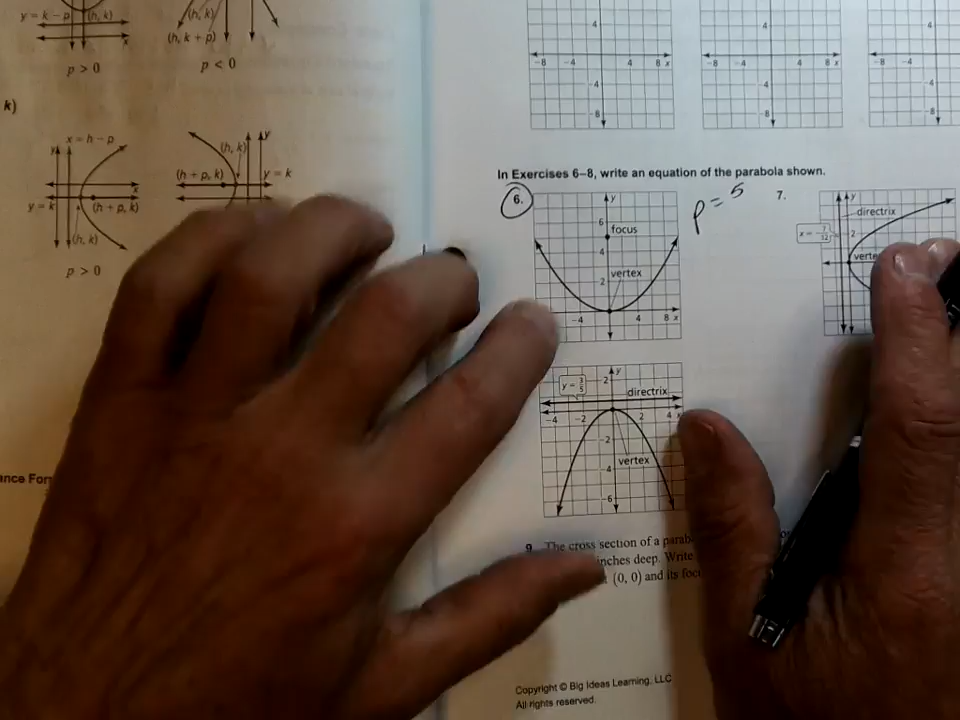 y = k − p
(h, k)
x
(h, k)
(h, k + p)
p > 0
p < 0
k)
x = h − p
y
(h, k)
y
(h + p, k)
y = k
x
x
y = k
(h + p, k)
(h, k)
p > 0
4
−8 −4 4 8 x
−4
−8
4
−8 −4 4 8 x
−4
−8
4
−8 −4
−4
−8
In Exercises 6–8, write an equation of the parabola shown.
6.
y
6
focus
4
2
vertex
−4 4 8 x
p = 5
7.
y
directrix
2
y
2
y = 3/5
directrix
−4 −2 2 4 x
−2
vertex
−4
−6
9. The cross section of a
inches deep. Write
(0, 0) and its
Copyright © Big Ideas Learning, LLC
All rights reserved.